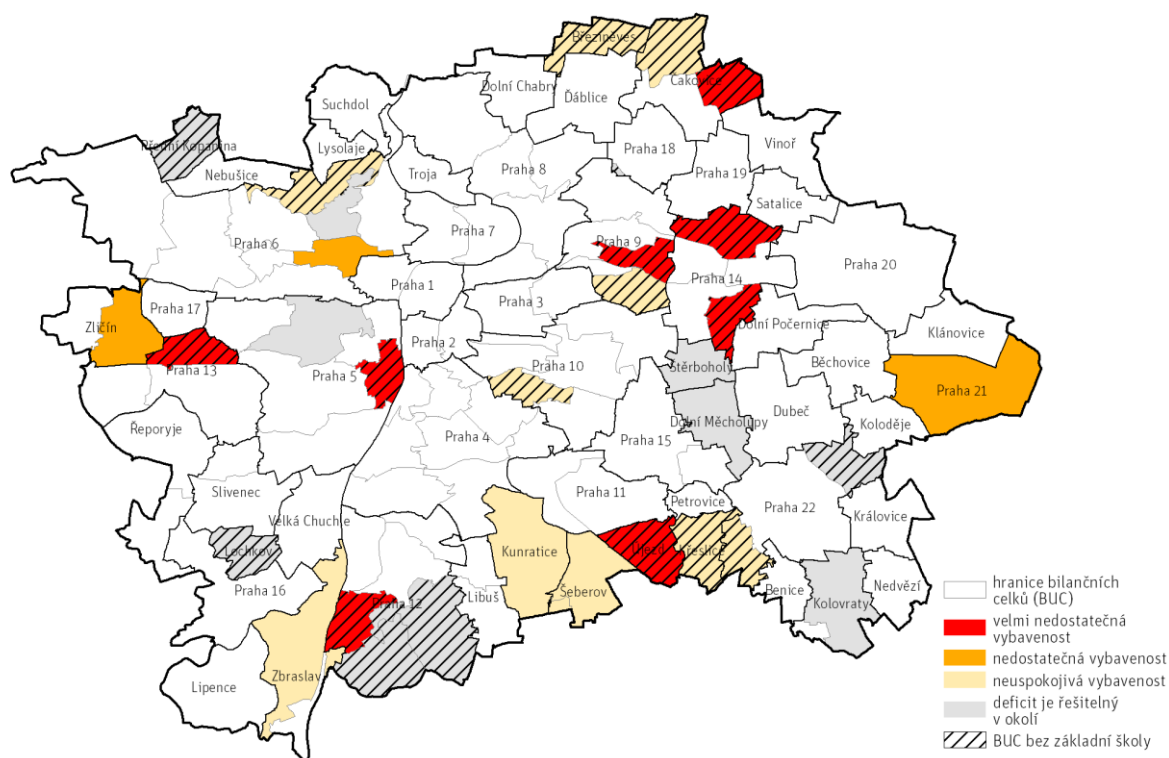 Březiněves
Suchdol
Dolní Chabry
Ďáblice
Čakovice
Přední Kopanina
Lysolaje
Nebušice
Troja
Praha 8
Praha 18
Vinoř
Praha 19
Satalice
Praha 6
Praha 7
Praha 9
Praha 14
Praha 20
Praha 1
Praha 3
Zličín
Praha 17
Praha 2
Dolní Počernice
Klánovice
Praha 13
Praha 5
Praha 10
Štěrboholy
Běchovice
Praha 21
Řeporyje
Praha 4
Praha 15
Dolní Měcholupy
Dubeč
Koloděje
Slivenec
Velká Chuchle
Praha 11
Petrovice
Praha 22
Královice
Lochkov
Kunratice
Újezd
Křeslice
Praha 16
Praha 12
Libuš
Šeberov
Benice
Kolovraty
Nedvězí
Lipence
Zbraslav
hranice bilančních
celků (BUC)
velmi nedostatečná
vybavenost
nedostatečná vybavenost
neuspokojivá vybavenost
deficit je řešitelný
v okolí
BUC bez základní školy